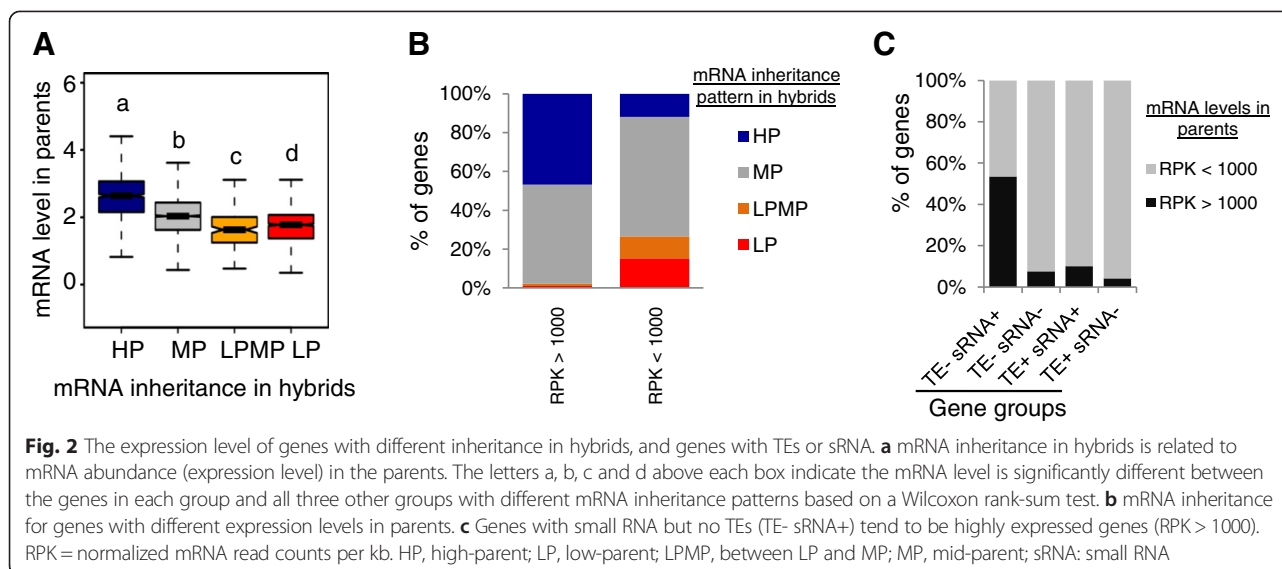 A
mRNA level in parents
6
4
2
0
a
b
c
d
HP
MP
LPMP
LP
mRNA inheritance in hybrids
B
% of genes
100%
80%
60%
40%
20%
0%
RPK > 1000
RPK < 1000
mRNA inheritance
pattern in hybrids
HP
MP
LPMP
LP
C
% of genes
100%
80%
60%
40%
20%
0%
TE- sRNA+
TE- sRNA-
TE+ sRNA+
TE+ sRNA-
Gene groups
mRNA levels in
parents
RPK < 1000
RPK > 1000
Fig. 2 The expression level of genes with different inheritance in hybrids, and genes with TEs or sRNA. a mRNA inheritance in hybrids is related to
mRNA abundance (expression level) in the parents. The letters a, b, c and d above each box indicate the mRNA level is significantly different between
the genes in each group and all three other groups with different mRNA inheritance patterns based on a Wilcoxon rank-sum test. b mRNA inheritance
for genes with different expression levels in parents. c Genes with small RNA but no TEs (TE- sRNA+) tend to be highly expressed genes (RPK > 1000).
RPK = normalized mRNA read counts per kb. HP, high-parent; LP, low-parent; LPMP, between LP and MP; MP, mid-parent; sRNA: small RNA